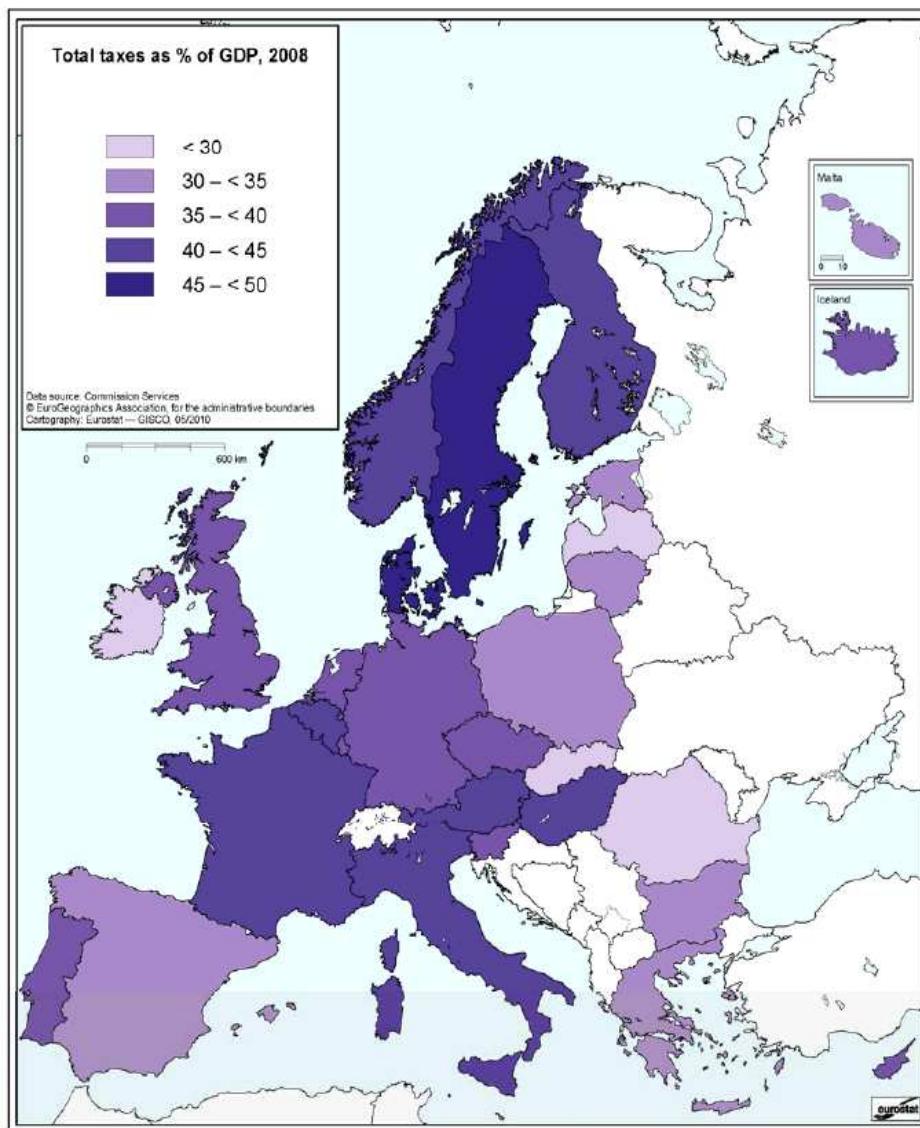 Total taxes as % of GDP, 2008
< 30
30 – < 35
35 – < 40
40 – < 45
45 – < 50
Data source: Commission Services
© EuroGeographics Association, for the administrative boundaries
Cartography: Eurostat — GISCO, 05/2010
0 600 km
Malta
0 10
Iceland
eurostat